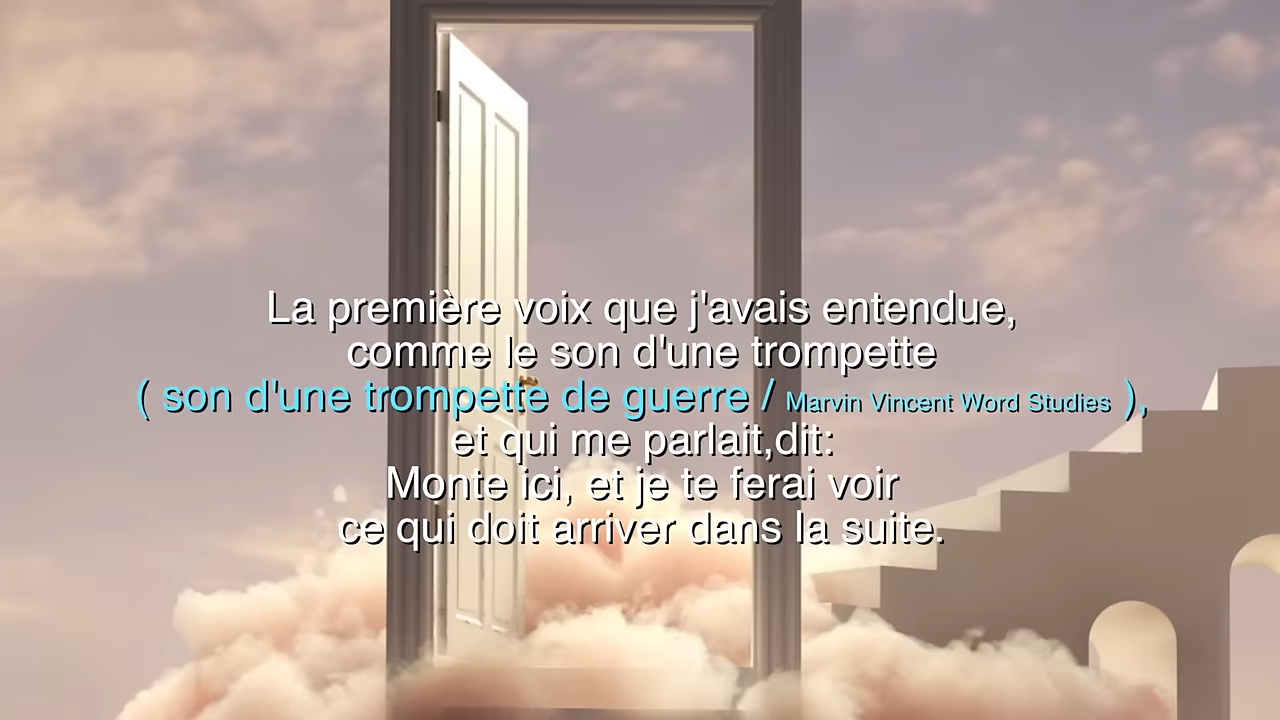 La première voix que j'avais entendue,
comme le son d'une trompette
( son d'une trompette de guerre / Marvin Vincent Word Studies ),
et qui me parlait,dit:
Monte ici, et je te ferai voir
ce qui doit arriver dans la suite.